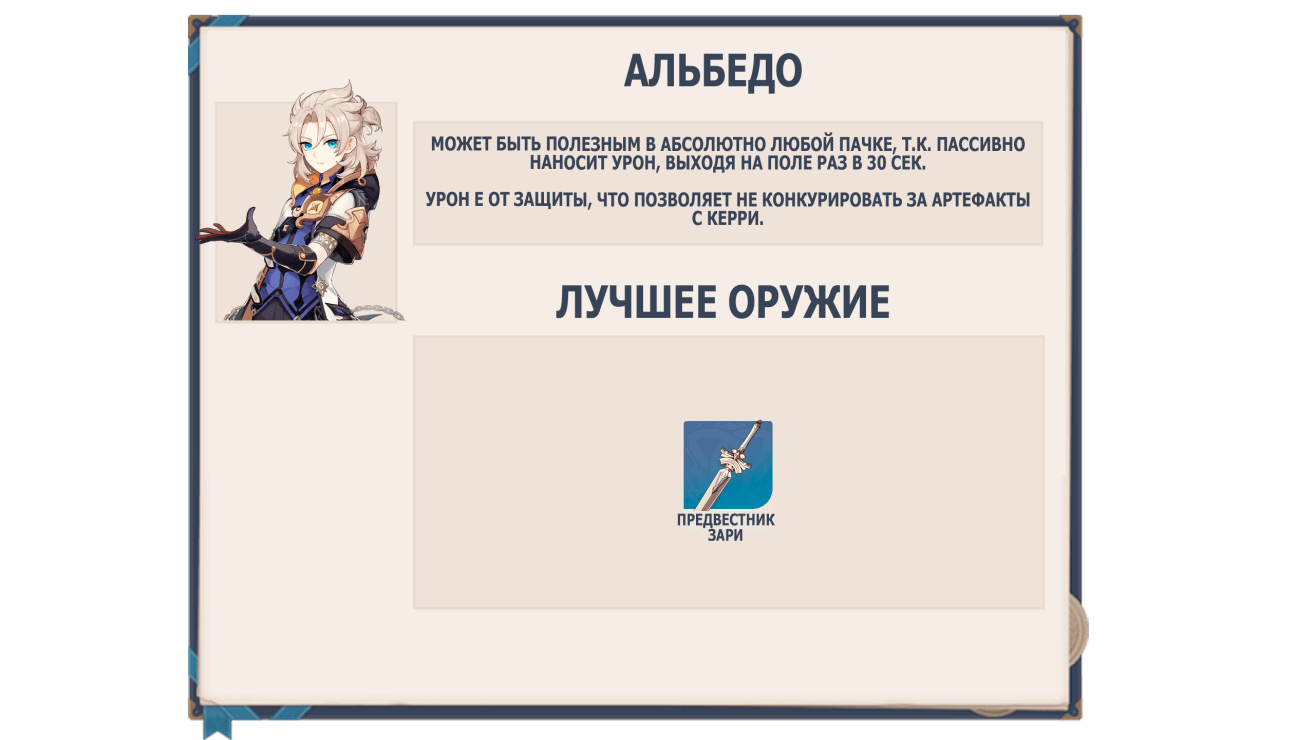 АЛЬБЕДО
МОЖЕТ БЫТЬ ПОЛЕЗНЫМ В АБСОЛЮТНО ЛЮБОЙ ПАЧКЕ, Т.К. ПАССИВНО
НАНОСИТ УРОН, ВЫХОДЯ НА ПОЛЕ РАЗ В 30 СЕК.
УРОН Е ОТ ЗАЩИТЫ, ЧТО ПОЗВОЛЯЕТ НЕ КОНКУРИРОВАТЬ ЗА АРТЕФАКТЫ
С КЕРРИ.
ЛУЧШЕЕ ОРУЖИЕ
ПРЕДВЕСТНИК
ЗАРИ